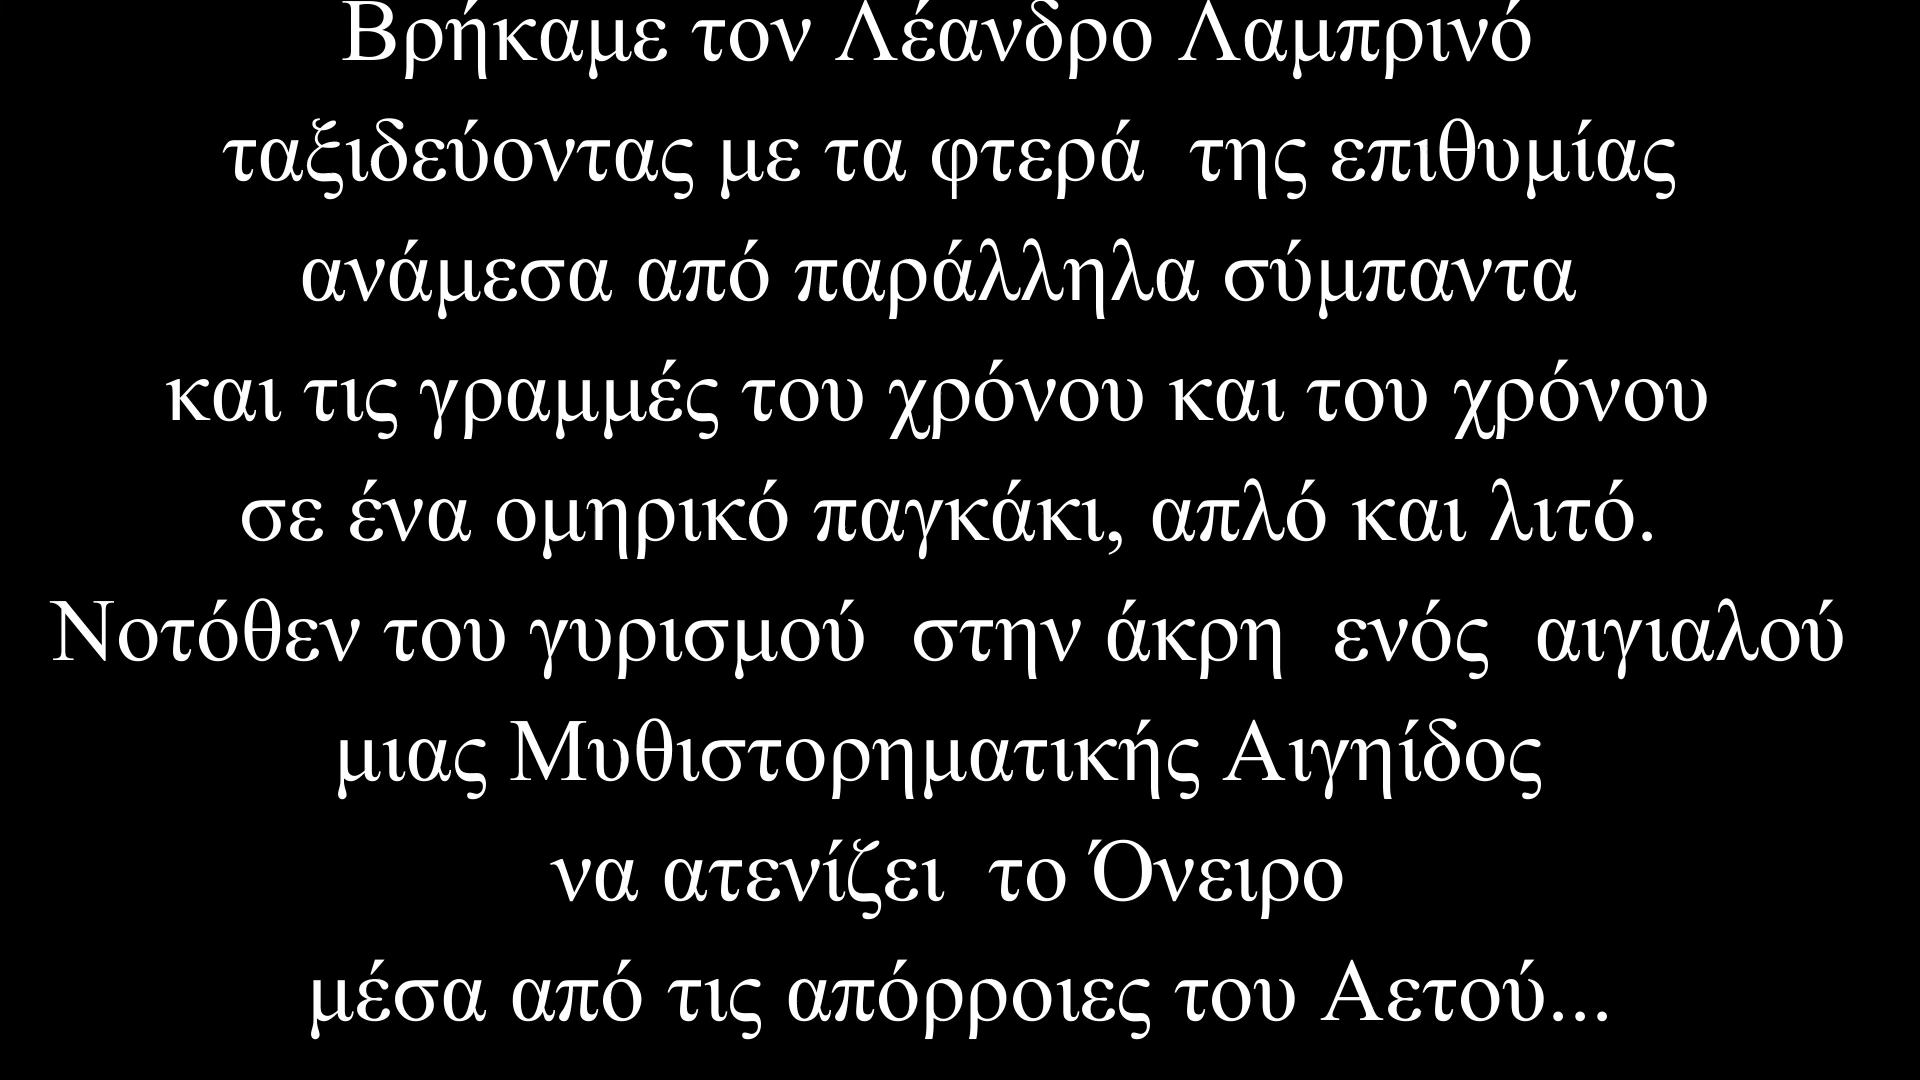 Βρήκαμε τον Λέανδρο Λαμπρινό
ταξιδεύοντας με τα φτερά  της επιθυμίας
ανάμεσα από παράλληλα σύμπαντα
και τις γραμμές του χρόνου και του χρόνου
σε ένα ομηρικό παγκάκι, απλό και λιτό.
Νοτόθεν του γυρισμού  στην άκρη  ενός  αιγιαλού
μιας Μυθιστορηματικής Αιγηίδος
να ατενίζει  το Όνειρο
μέσα από τις απόρροιες του Αετού...